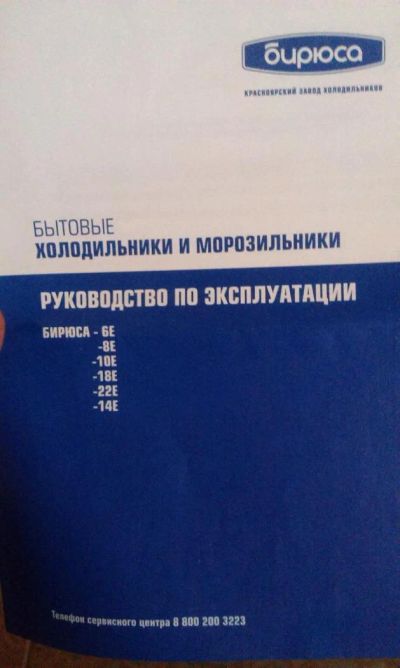 бирюса
КРАСНОЯРСКИЙ ЗАВОД ХОЛОДИЛЬНИКОВ
БЫТОВЫЕ
ХОЛОДИЛЬНИКИ И МОРОЗИЛЬНИКИ
РУКОВОДСТВО ПО ЭКСПЛУАТАЦИИ
БИРЮСА - 6Е
-8Е
-10Е
-18Е
-22Е
-14Е
Телефон сервисного центра 8 800 200 3223